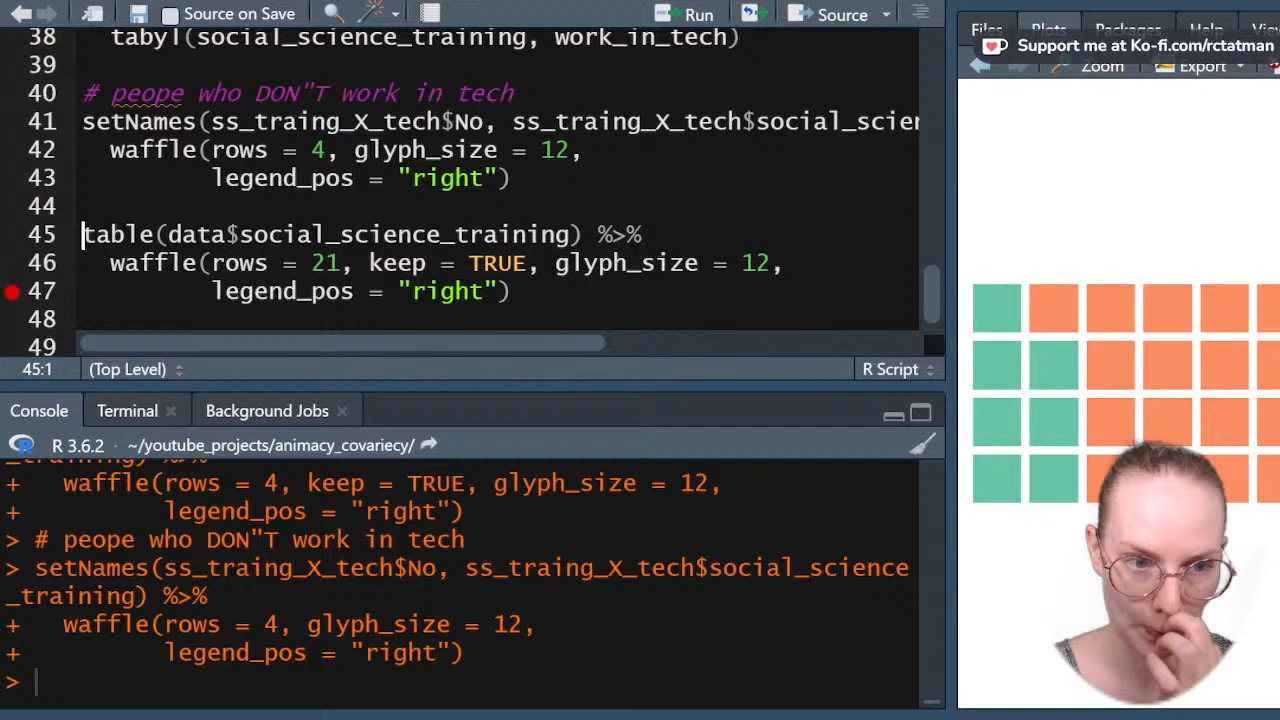 Source on Save
Run
Source
38 tabyl(social_science_training, work_in_tech)
39
40 # peope who DON"T work in tech
41 setNames(ss_traing_X_tech$No, ss_traing_X_tech$social_scien
42 waffle(rows = 4, glyph_size = 12,
43 legend_pos = "right")
44
45 table(data$social_science_training) %>%
46 waffle(rows = 21, keep = TRUE, glyph_size = 12,
47 legend_pos = "right")
48
49
45:1 (Top Level) R Script
Console Terminal Background Jobs
R 3.6.2 · ~/youtube_projects/animacy_covariecy/
_training) %>%
+ waffle(rows = 4, keep = TRUE, glyph_size = 12,
+ legend_pos = "right")
> # peope who DON"T work in tech
> setNames(ss_traing_X_tech$No, ss_traing_X_tech$social_science
_training) %>%
+ waffle(rows = 4, glyph_size = 12,
+ legend_pos = "right")
>
Files Plots Packages Help View
Support me at Ko-fi.com/rctatman
Zoom Export